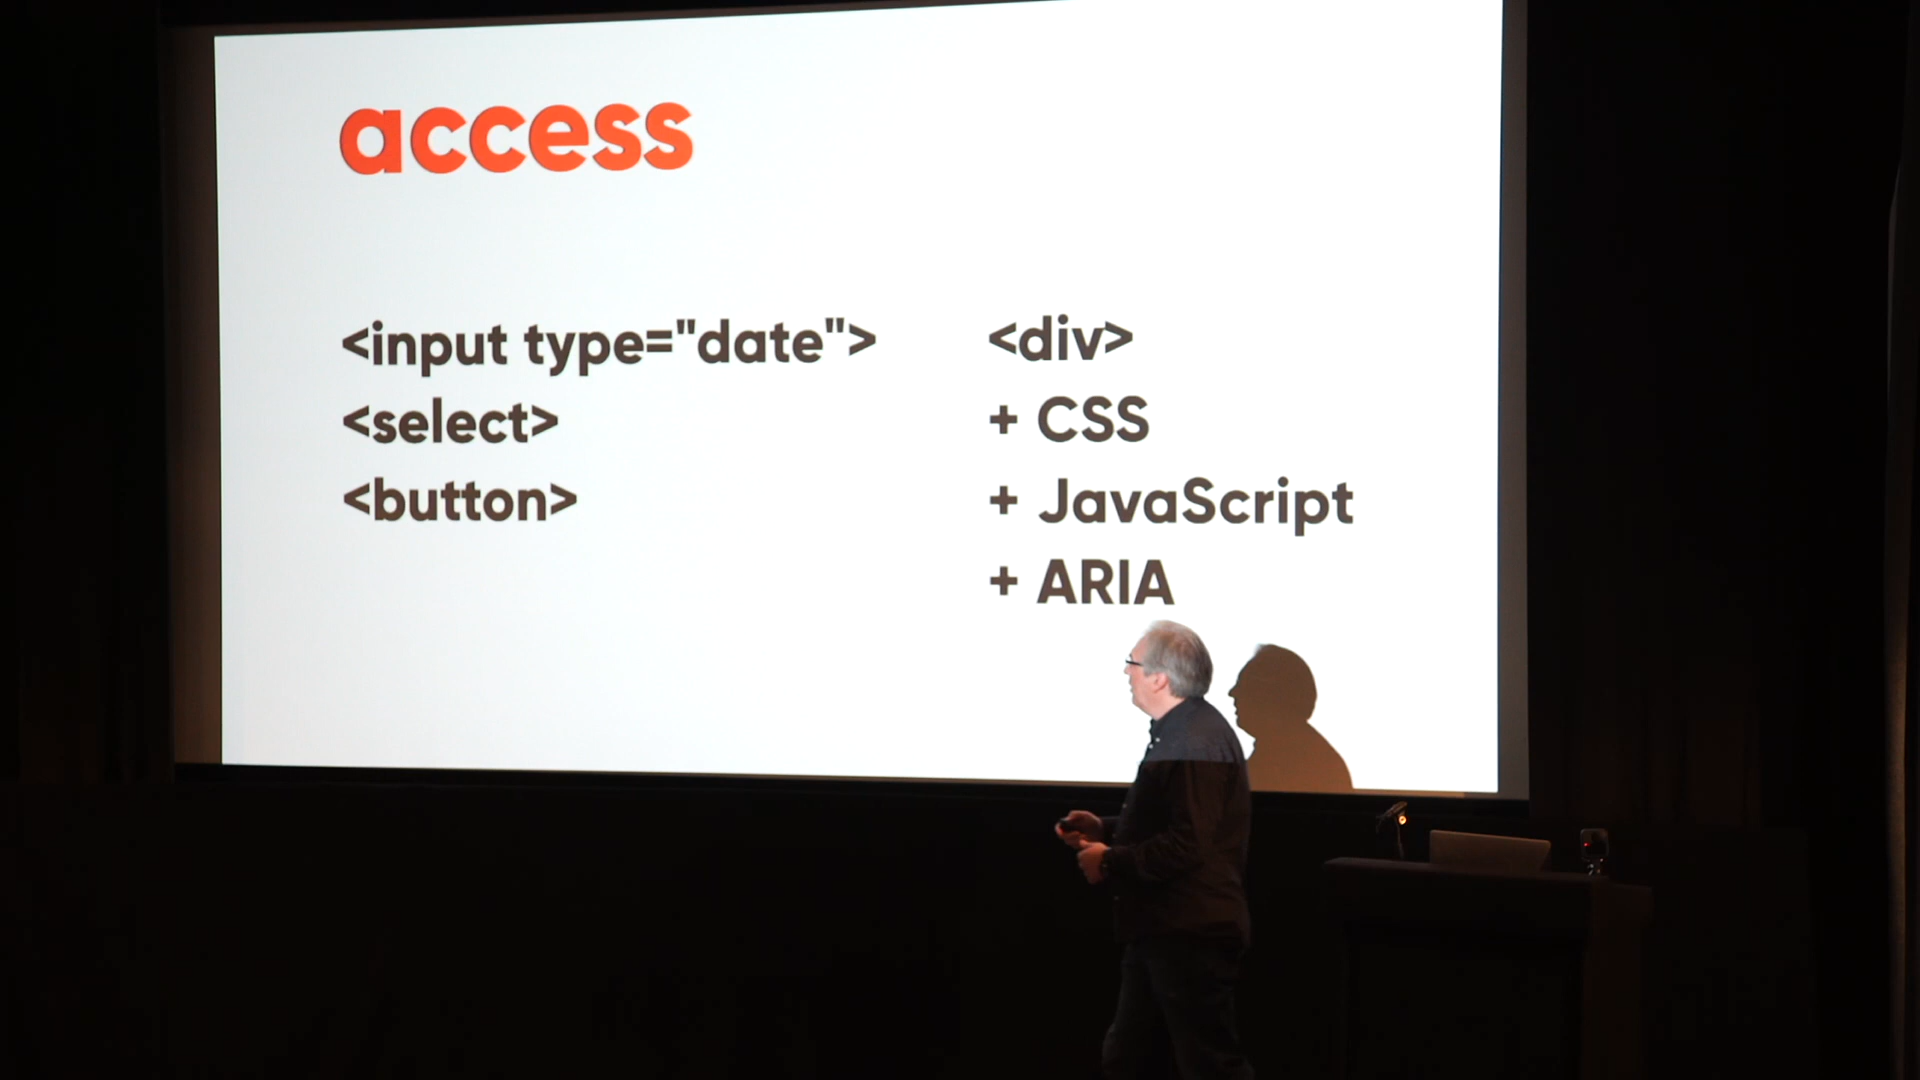 access
<input type="date">
<select>
<button>
<div>
+ CSS
+ JavaScript
+ ARIA